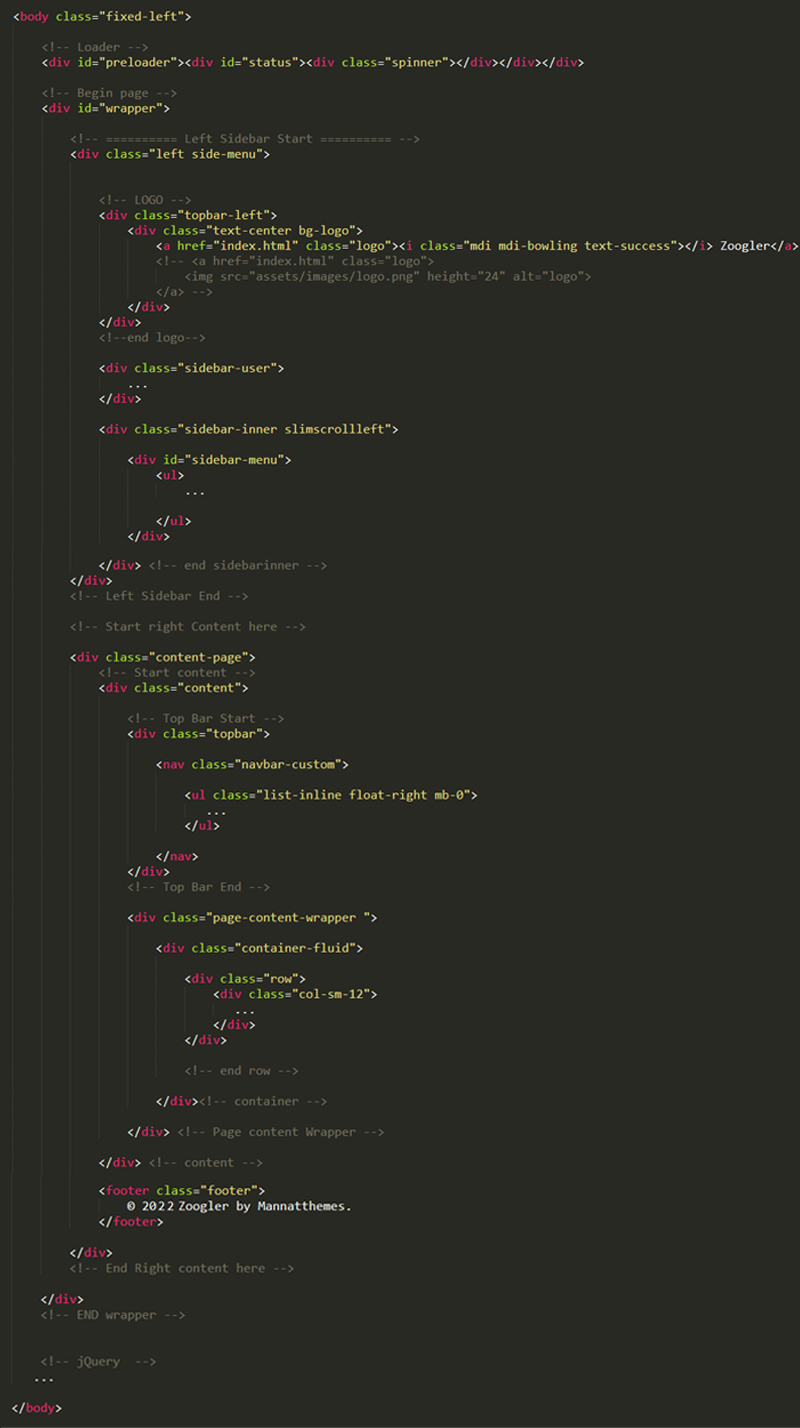 <body class="fixed-left">
<!-- Loader -->
<div id="preloader"><div id="status"><div class="spinner"></div></div></div>
<!-- Begin page -->
<div id="wrapper">
<!-- ========== Left Sidebar Start ========== -->
<div class="left side-menu">
<!-- LOGO -->
<div class="topbar-left">
<div class="text-center bg-logo">
<a href="index.html" class="logo"><i class="mdi mdi-bowling text-success"></i> Zoogler</a>
<!-- <a href="index.html" class="logo">
<img src="assets/images/logo.png" height="24" alt="logo">
</a> -->
</div>
</div>
<!--end logo-->
<div class="sidebar-user">
...
</div>
<div class="sidebar-inner slimscrollleft">
<div id="sidebar-menu">
<ul>
...
</ul>
</div>
</div> <!-- end sidebarinner -->
</div>
<!-- Left Sidebar End -->
<!-- Start right Content here -->
<div class="content-page">
<!-- Start content -->
<div class="content">
<!-- Top Bar Start -->
<div class="topbar">
<nav class="navbar-custom">
<ul class="list-inline float-right mb-0">
...
</ul>
</nav>
</div>
<!-- Top Bar End -->
<div class="page-content-wrapper ">
<div class="container-fluid">
<div class="row">
<div class="col-sm-12">
...
</div>
</div>
<!-- end row -->
</div><!-- container -->
</div> <!-- Page content Wrapper -->
</div> <!-- content -->
<footer class="footer">
© 2022 Zoogler by Mannatthemes.
</footer>
</div>
<!-- End Right content here -->
</div>
<!-- END wrapper -->
<!-- jQuery  -->
...
</body>